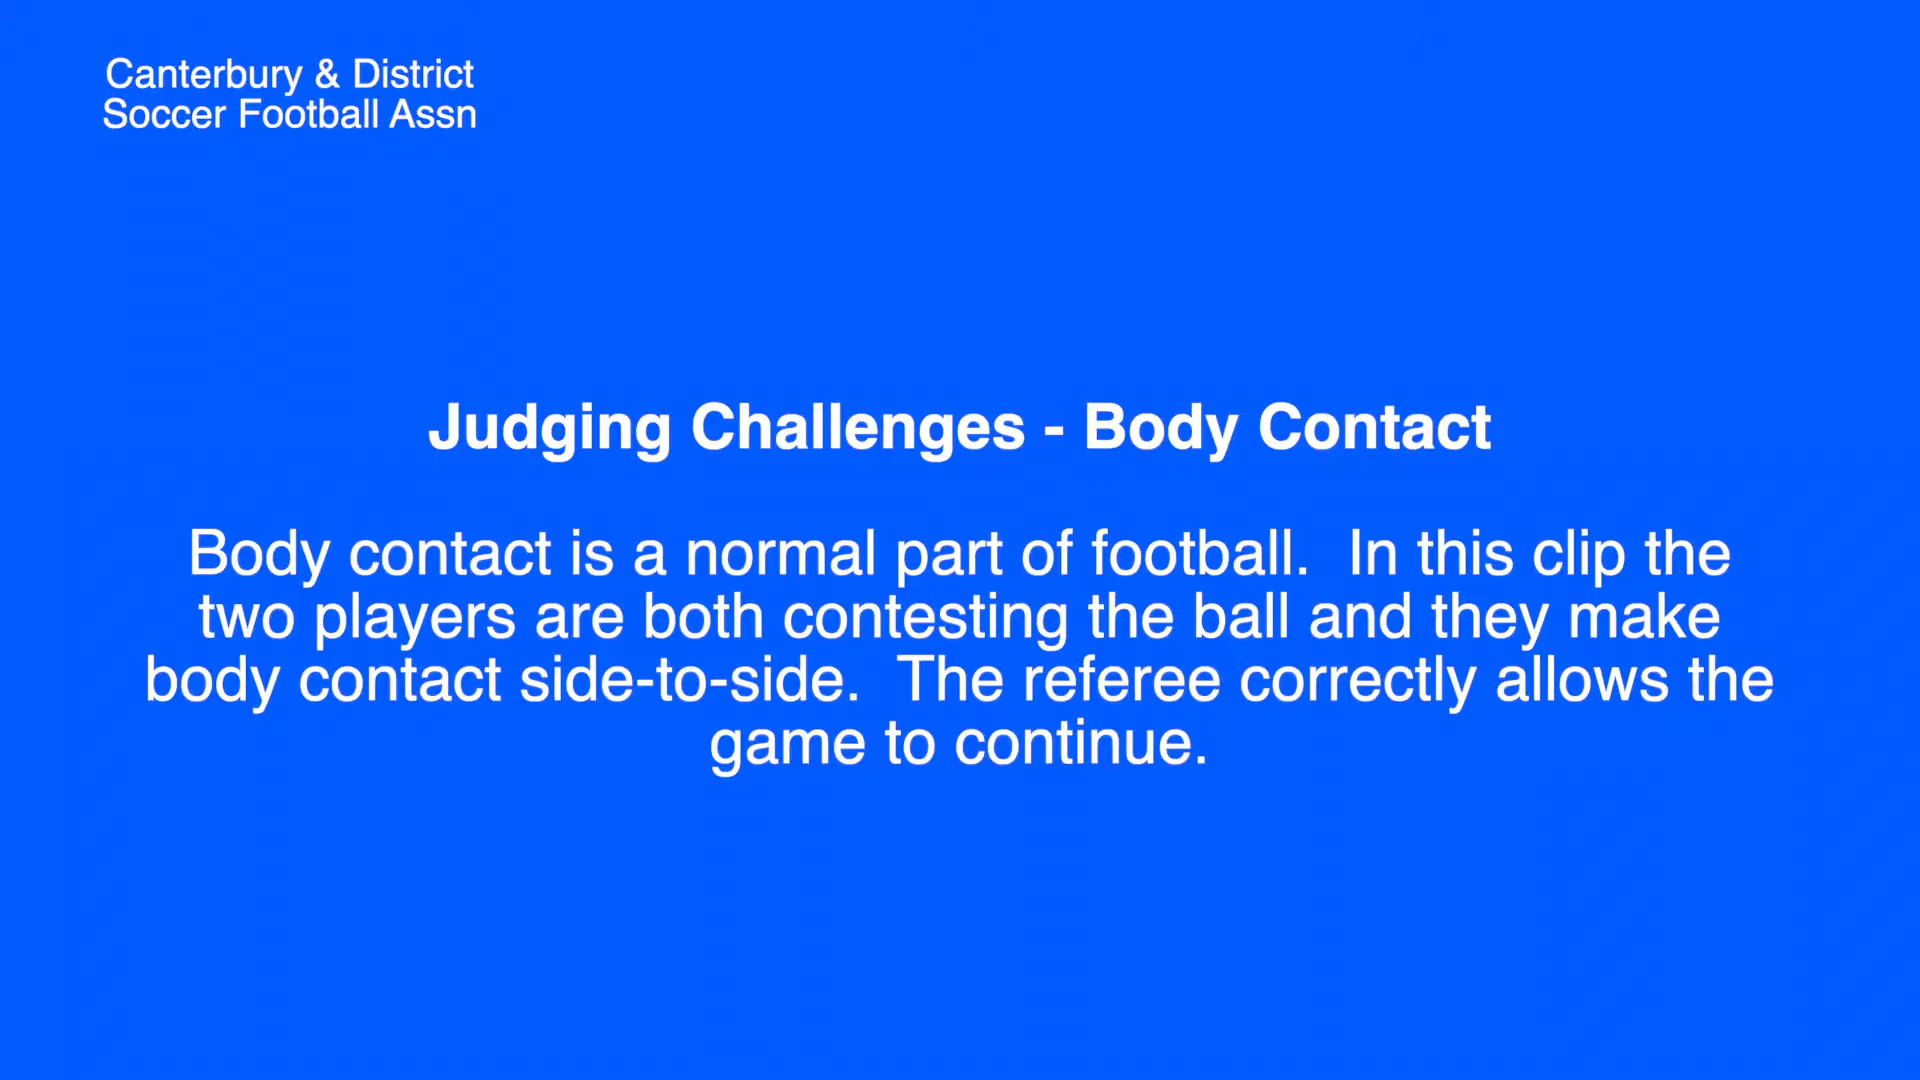 Canterbury & District
Soccer Football Assn
Judging Challenges - Body Contact
Body contact is a normal part of football.  In this clip the
two players are both contesting the ball and they make
body contact side-to-side.  The referee correctly allows the
game to continue.